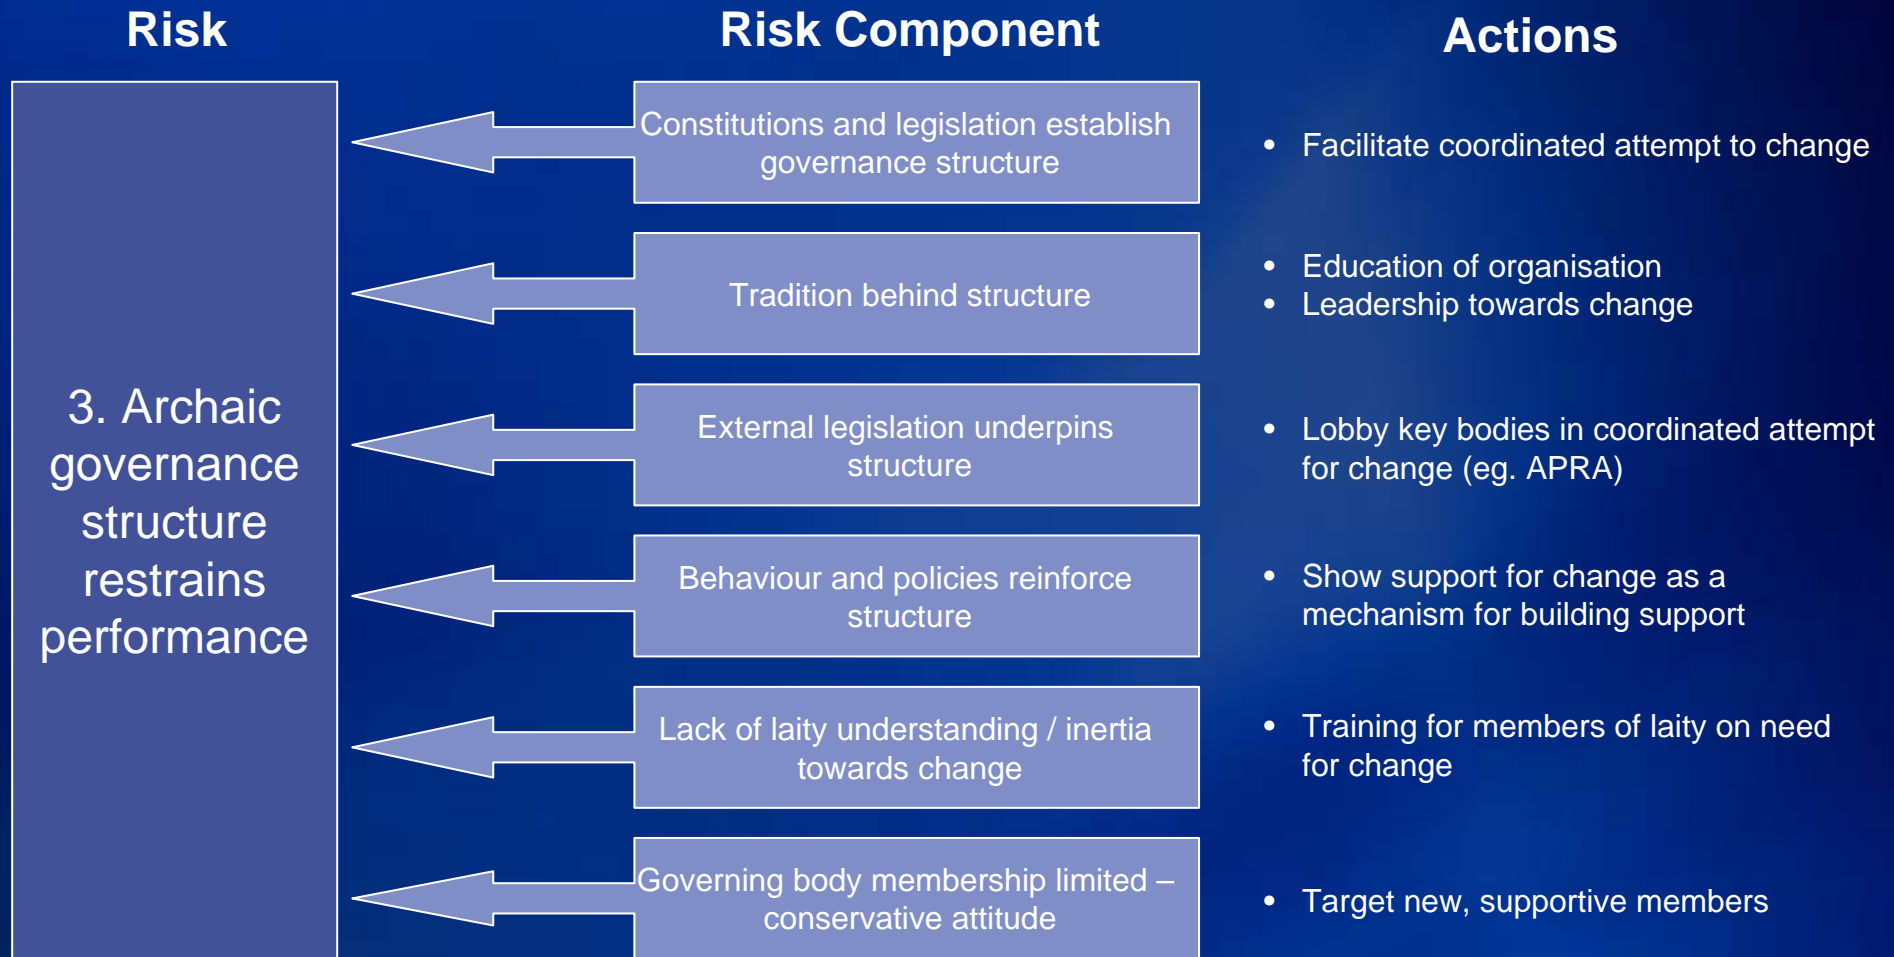 Risk
Risk Component
Actions
3. Archaic
governance
structure
restrains
performance
Constitutions and legislation establish
governance structure
• Facilitate coordinated attempt to change
Tradition behind structure
• Education of organisation
• Leadership towards change
External legislation underpins
structure
• Lobby key bodies in coordinated attempt
for change (eg. APRA)
Behaviour and policies reinforce
structure
• Show support for change as a
mechanism for building support
Lack of laity understanding / inertia
towards change
• Training for members of laity on need
for change
Governing body membership limited –
conservative attitude
• Target new, supportive members